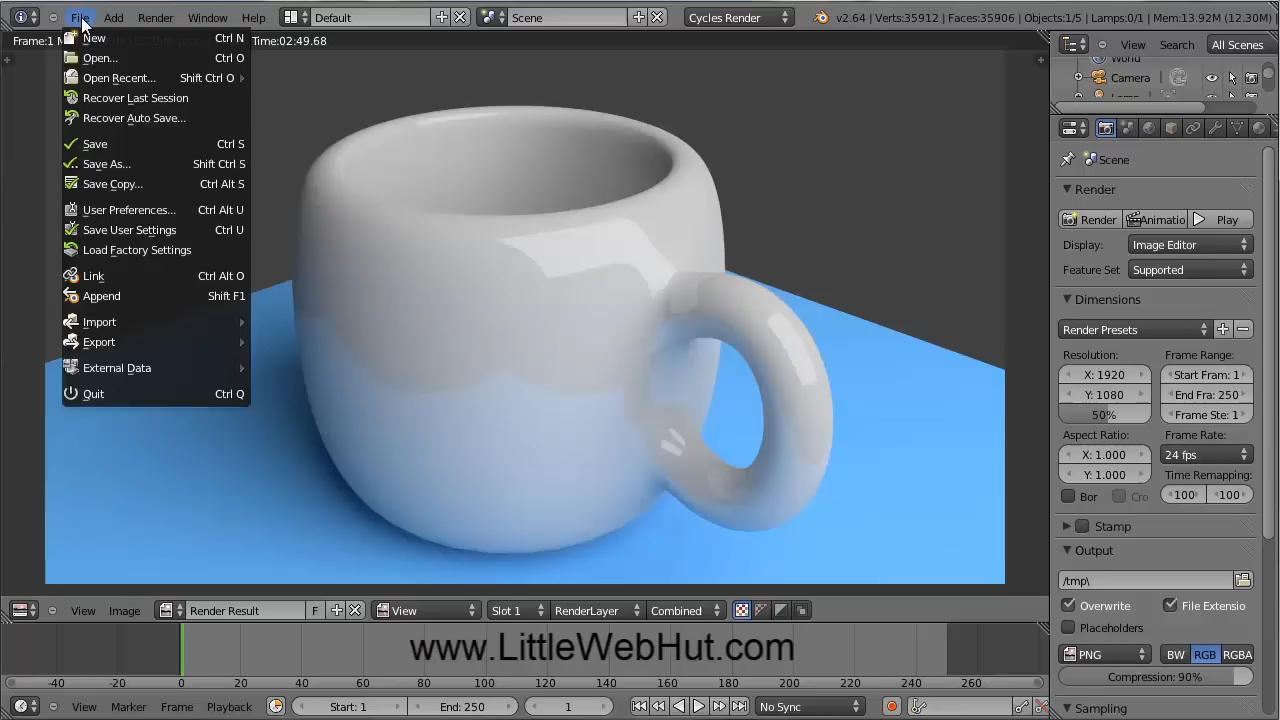 File Add Render Window Help Default Scene Cycles Render v2.64 | Verts:35912 | Faces:35906 | Objects:1/5 | Lamps:0/1 | Mem:13.92M (12.30M)
Frame:1 Time:02:49.68
New Ctrl N
Open... Ctrl O
Open Recent... Shift Ctrl O
Recover Last Session
Recover Auto Save...
Save Ctrl S
Save As... Shift Ctrl S
Save Copy... Ctrl Alt S
User Preferences... Ctrl Alt U
Save User Settings Ctrl U
Load Factory Settings
Link Ctrl Alt O
Append Shift F1
Import
Export
External Data
Quit Ctrl Q
View Search All Scenes
World
Camera
Scene
Render
Render Animatio Play
Display: Image Editor
Feature Set Supported
Dimensions
Render Presets
Resolution: Frame Range:
X: 1920 Start Fram: 1
Y: 1080 End Fra: 250
50% Frame Ste: 1
Aspect Ratio: Frame Rate:
X: 1.000 24 fps
Y: 1.000 Time Remapping:
Bor Cro 100 100
Stamp
Output
/tmp\
Overwrite File Extensio
Placeholders
PNG BW RGB RGBA
Compression: 90%
Sampling
View Image Render Result F View Slot 1 RenderLayer Combined
www.LittleWebHut.com
-40 -20 0 20 40 60 80 100 120 140 160 180 200 220 240 260
View Marker Frame Playback Start: 1 End: 250 1 No Sync